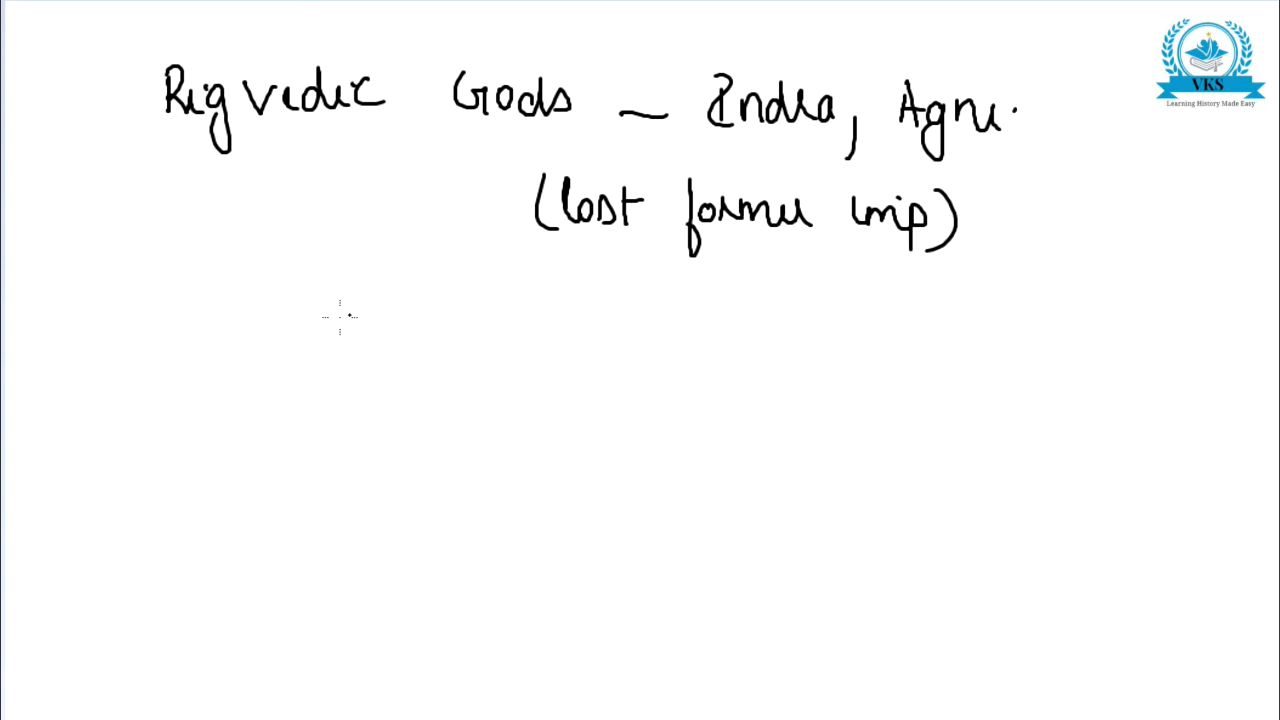 Rigvedic Gods - Indra, Agni.
(lost former imp)
VKS
Learning History Made Easy